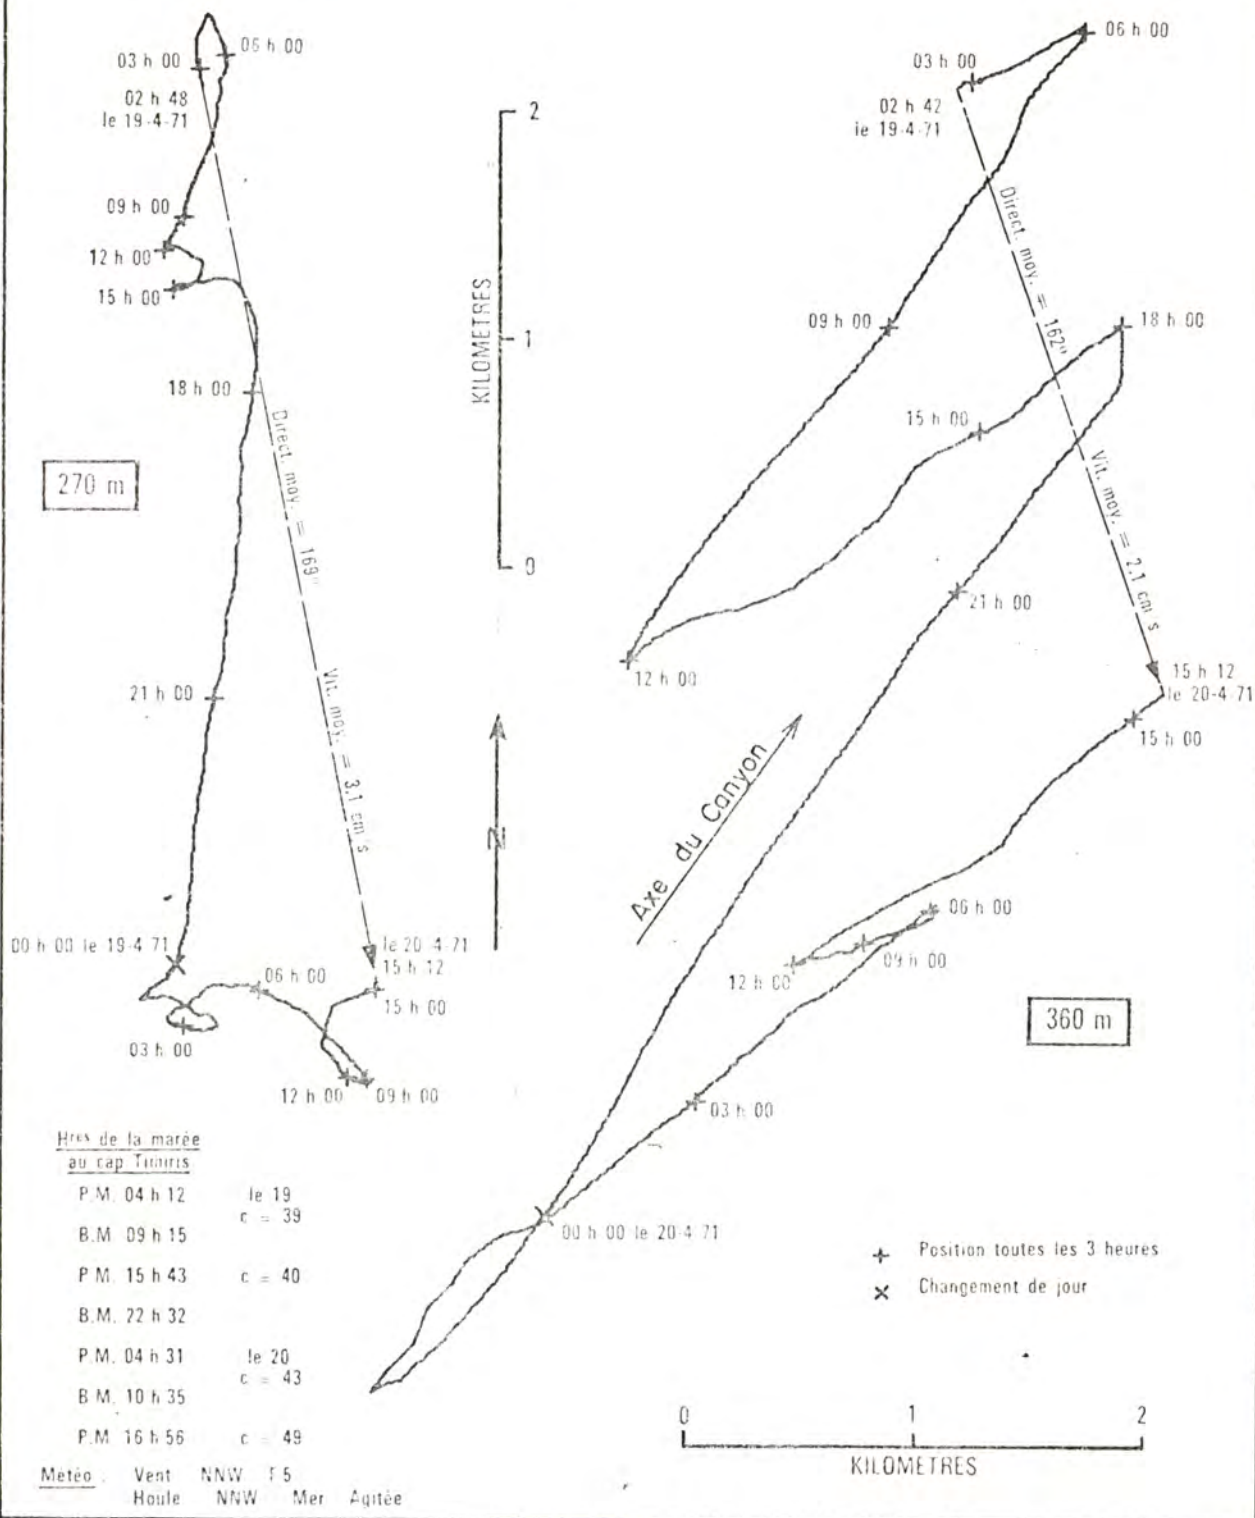 06 h 00
03 h 00
02 h 48
le 19-4-71
09 h 00
12 h 00
15 h 00
18 h 00
270 m
Direct. moy. = 169°
21 h 00
Vit. moy. = 3.1 cm/s
00 h 00 le 19-4-71
le 20-4-71
15 h 12
15 h 00
06 h 00
03 h 00
12 h 00
09 h 00
2
KILOMETRES
1
0
N
06 h 00
03 h 00
02 h 42
le 19-4-71
Direct. moy. = 162°
09 h 00
18 h 00
15 h 00
Vit. moy. = 2.1 cm/s
21 h 00
12 h 00
15 h 12
le 20-4-71
15 h 00
Axe du Canyon
06 h 00
09 h 00
12 h 00
360 m
03 h 00
00 h 00 le 20-4-71
Hres de la marée
au cap Timiris
P.M. 04 h 12 le 19
c = 39
B.M 09 h 15
P.M. 15 h 43 c = 40
B.M. 22 h 32
P.M. 04 h 31 le 20
c = 43
B.M. 10 h 35
P.M 16 h 56 c = 49
Météo : Vent NNW F5
Houle NNW Mer Agitée
+ Position toutes les 3 heures
× Changement de jour
0 1 2
KILOMETRES